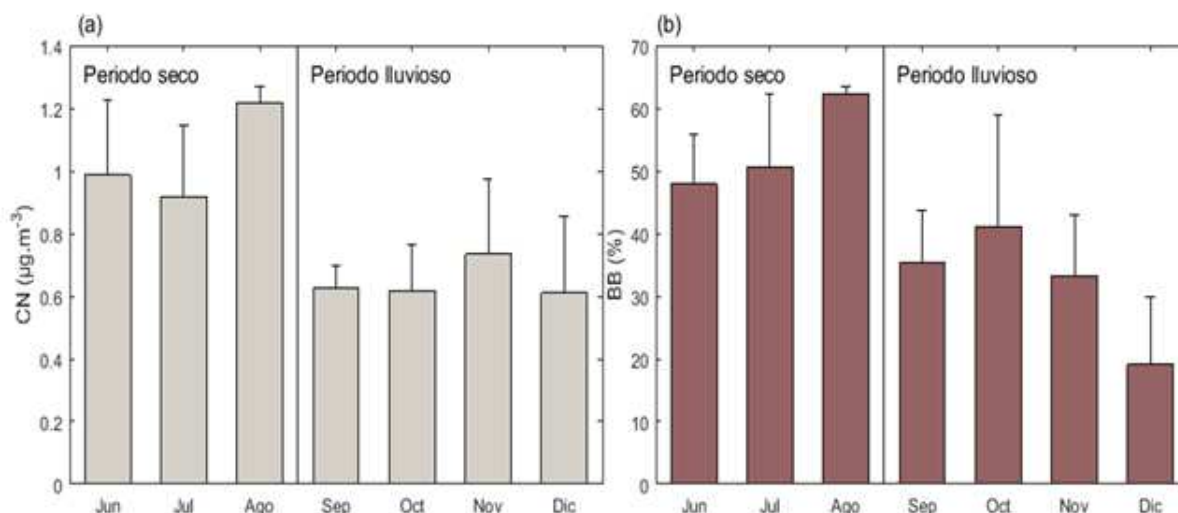 (a)
CN (µg.m⁻³)
1.4
1.2
1
0.8
0.6
0.4
0.2
0
Periodo seco
Periodo lluvioso
Jun Jul Ago Sep Oct Nov Dic
(b)
BB (%)
70
60
50
40
30
20
10
0
Periodo seco
Periodo lluvioso
Jun Jul Ago Sep Oct Nov Dic